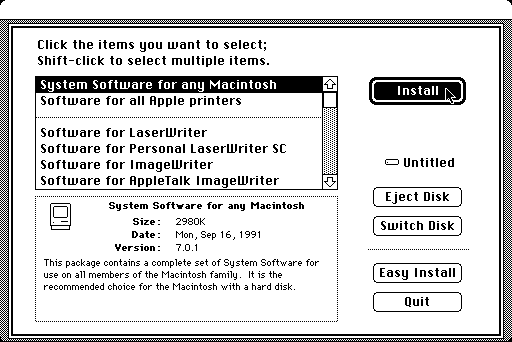 Click the items you want to select;
Shift-click to select multiple items.
System Software for any Macintosh
Software for all Apple printers
Software for LaserWriter
Software for Personal LaserWriter SC
Software for ImageWriter
Software for AppleTalk ImageWriter
Install
Untitled
Eject Disk
Switch Disk
Easy Install
Quit
System Software for any Macintosh
Size: 2980K
Date: Mon, Sep 16, 1991
Version: 7.0.1
This package contains a complete set of System Software for
use on all members of the Macintosh family. It is the
recommended choice for the Macintosh with a hard disk.